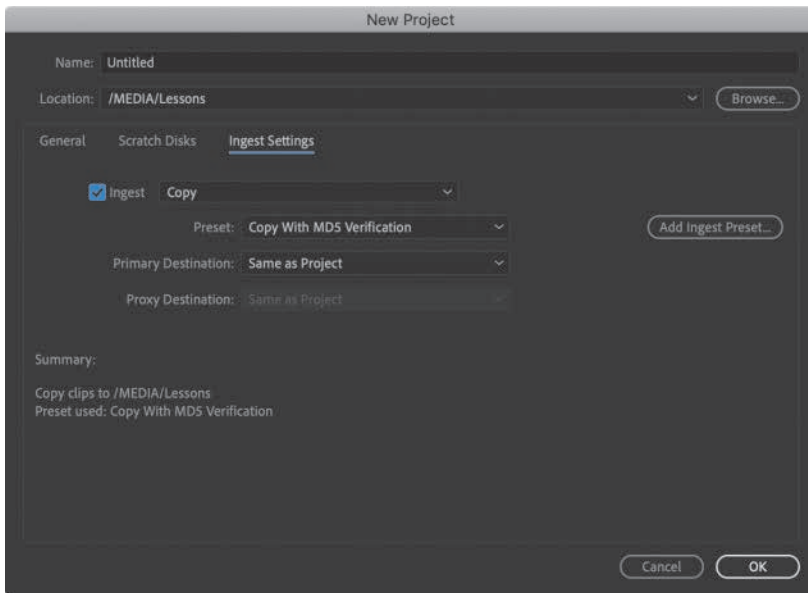 New Project
Name: Untitled
Location: /MEDIA/Lessons Browse...
General Scratch Disks Ingest Settings
Ingest Copy
Preset: Copy With MD5 Verification Add Ingest Preset...
Primary Destination: Same as Project
Proxy Destination: Same as Project
Summary:
Copy clips to /MEDIA/Lessons
Preset used: Copy With MD5 Verification
Cancel OK